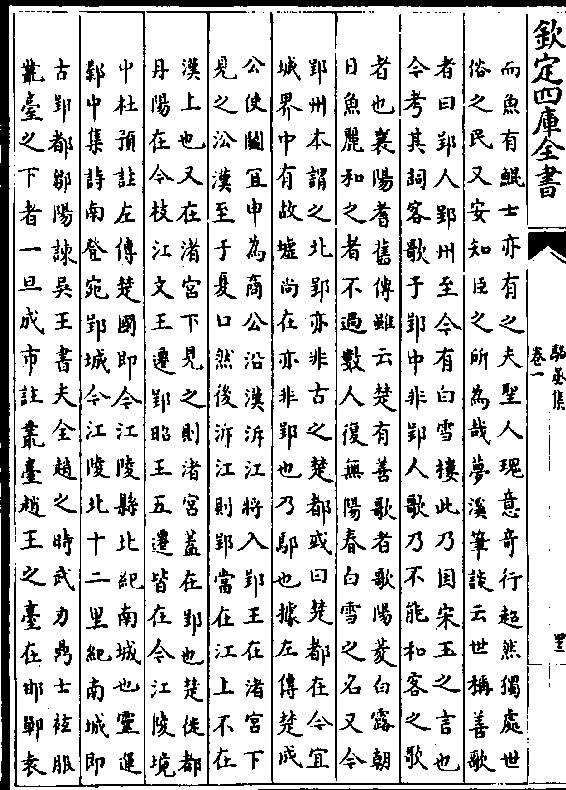 欽定四庫全書
駱丞集
卷一
而魚有鯤士亦有之夫聖人瑰意奇行超然獨處世
俗之民又安知臣之所為哉夢溪筆談云世稱善歌
者曰郢人郢州至今有白雪樓此乃因宋玉之言也
今考其詞客歌于郢中非郢人歌乃不能和客之歌
者也襄陽耆舊傳雖云楚有善歌者歌陽菱白露朝
日魚麗和之者不過數人復無陽春白雪之名又今
郢州本謂之北郢亦非古之楚都或曰楚都在今宜
城界中有故墟尚在亦非郢也乃鄢也據左傳楚成
公使鬬宜申為商公沿漢泝江將入郢王在渚宮下
見之沿漢至于夏口然後泝江則郢當在江上不在
漢上也又在渚宮下見之則渚宮蓋在郢也楚從都
丹陽在今枝江文王遷郢昭王五遷皆在今江陵境
中杜預註左傳楚國即今江陵縣北紀南城也靈運
鄴中集詩南登宛郢城今江陵北十二里紀南城即
古郢都鄒陽諫吳王書夫全趙之時武力鼎士袨服
叢臺之下者一旦成市註叢臺趙王之臺在邯鄲袁